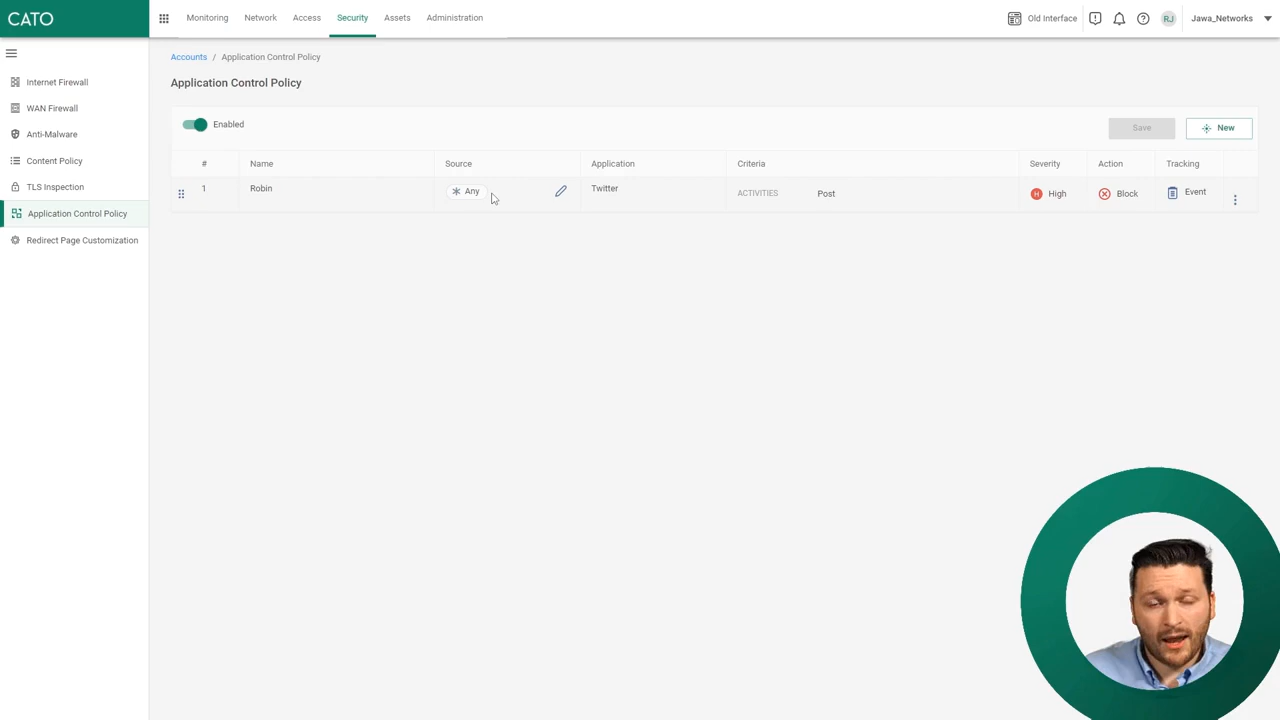 CATO
Monitoring Network Access Security Assets Administration
Old Interface RJ Jawa_Networks
Accounts / Application Control Policy
Application Control Policy
Internet Firewall
WAN Firewall
Anti-Malware
Content Policy
TLS Inspection
Application Control Policy
Redirect Page Customization
Enabled
Save New
# Name Source Application Criteria Severity Action Tracking
1 Robin Any Twitter ACTIVITIES Post H High Block Event